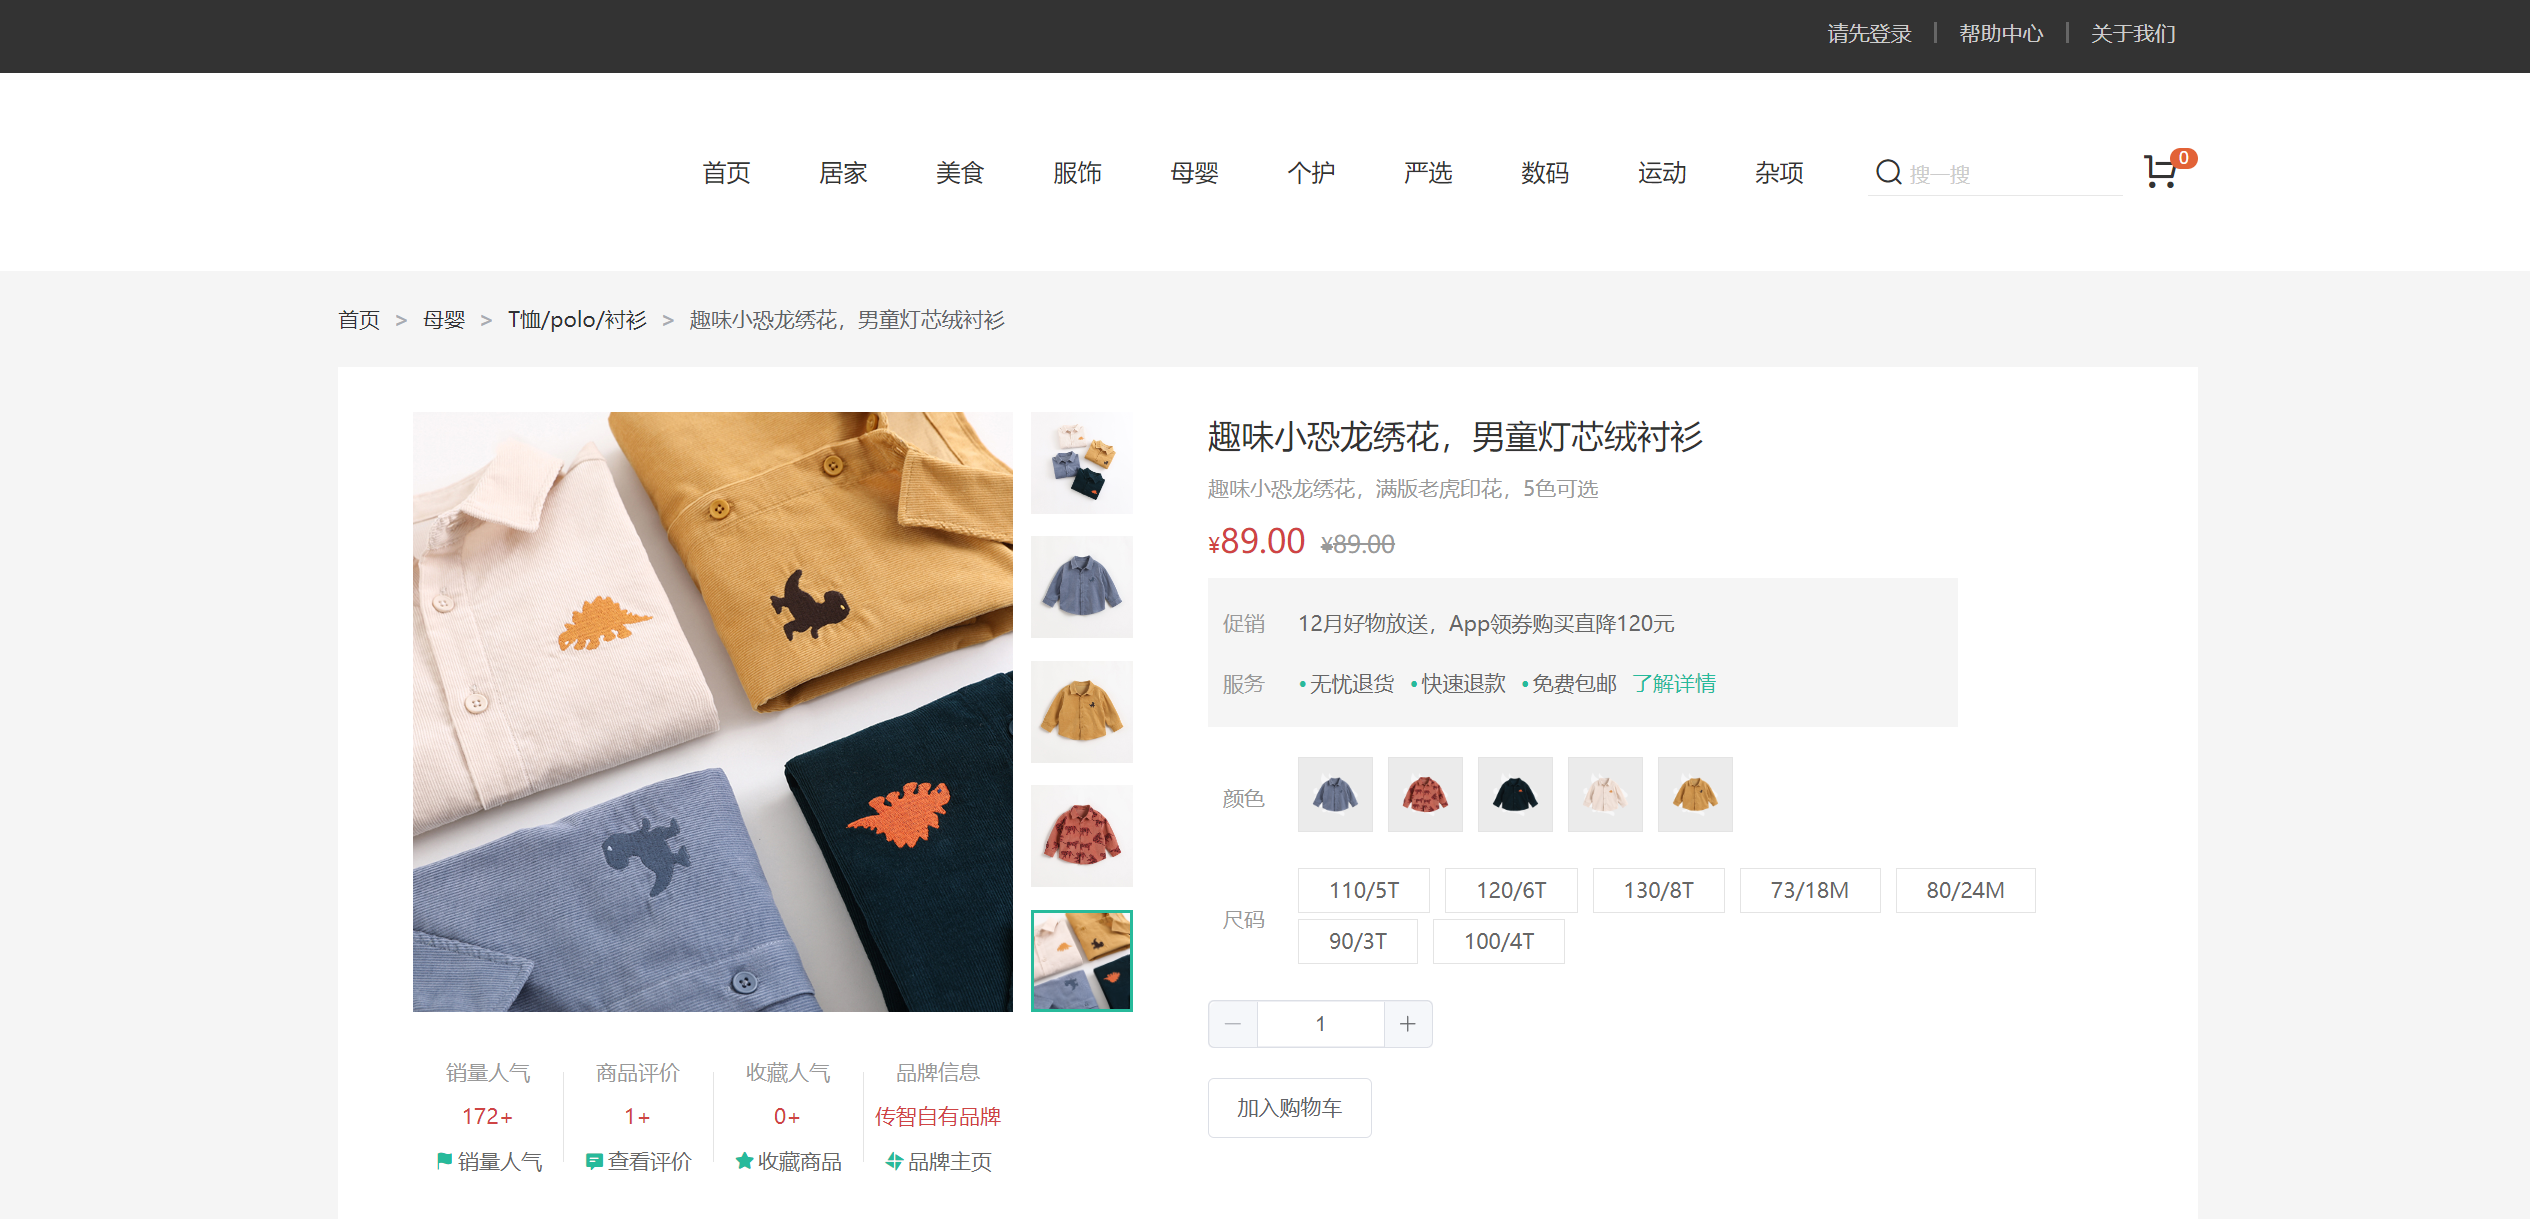 请先登录 帮助中心 关于我们
首页 居家 美食 服饰 母婴 个护 严选 数码 运动 杂项 搜一搜 0
首页 > 母婴 > T恤/polo/衬衫 > 趣味小恐龙绣花，男童灯芯绒衬衫
趣味小恐龙绣花，男童灯芯绒衬衫
趣味小恐龙绣花，满版老虎印花，5色可选
¥89.00 ¥89.00
促销 12月好物放送，App领券购买直降120元
服务 •无忧退货 •快速退款 •免费包邮 了解详情
颜色
尺码
110/5T 120/6T 130/8T 73/18M 80/24M
90/3T 100/4T
1
加入购物车
销量人气 商品评价 收藏人气 品牌信息
172+ 1+ 0+ 传智自有品牌
销量人气 查看评价 收藏商品 品牌主页